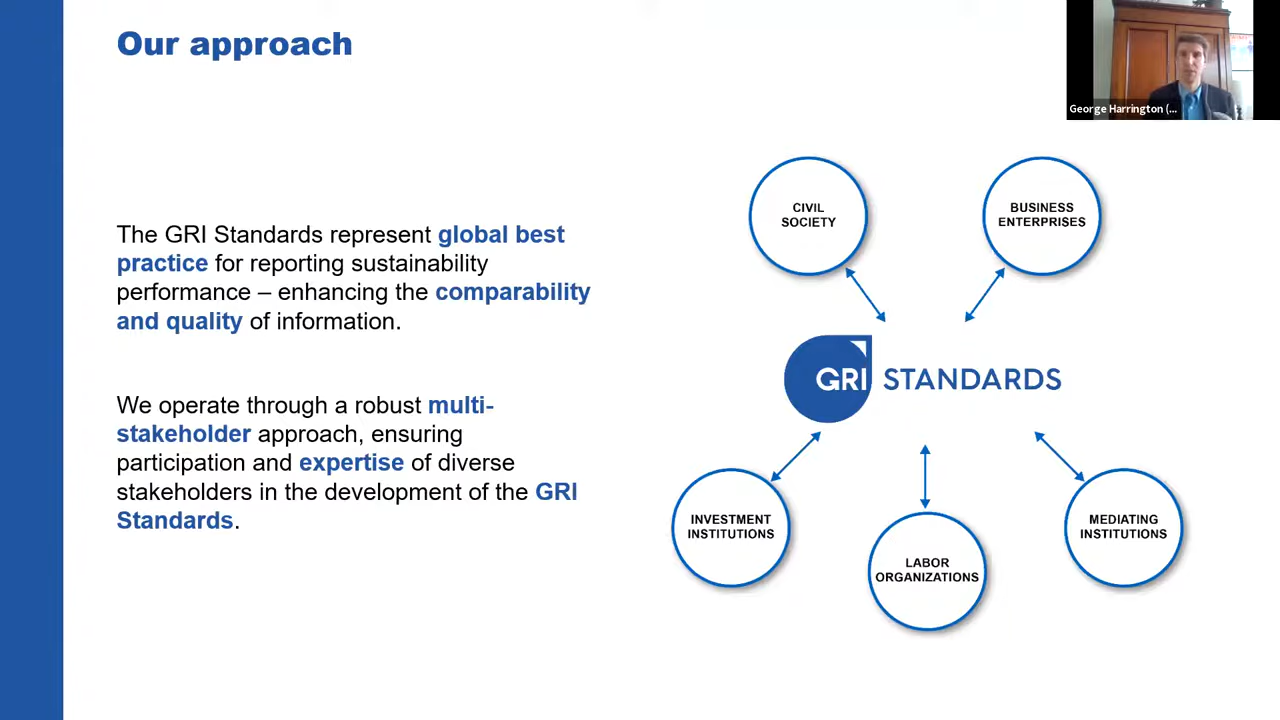 Our approach
George Harrington (...
The GRI Standards represent global best
practice for reporting sustainability
performance – enhancing the comparability
and quality of information.
We operate through a robust multi-
stakeholder approach, ensuring
participation and expertise of diverse
stakeholders in the development of the GRI
Standards.
CIVIL
SOCIETY
BUSINESS
ENTERPRISES
GRI STANDARDS
INVESTMENT
INSTITUTIONS
LABOR
ORGANIZATIONS
MEDIATING
INSTITUTIONS